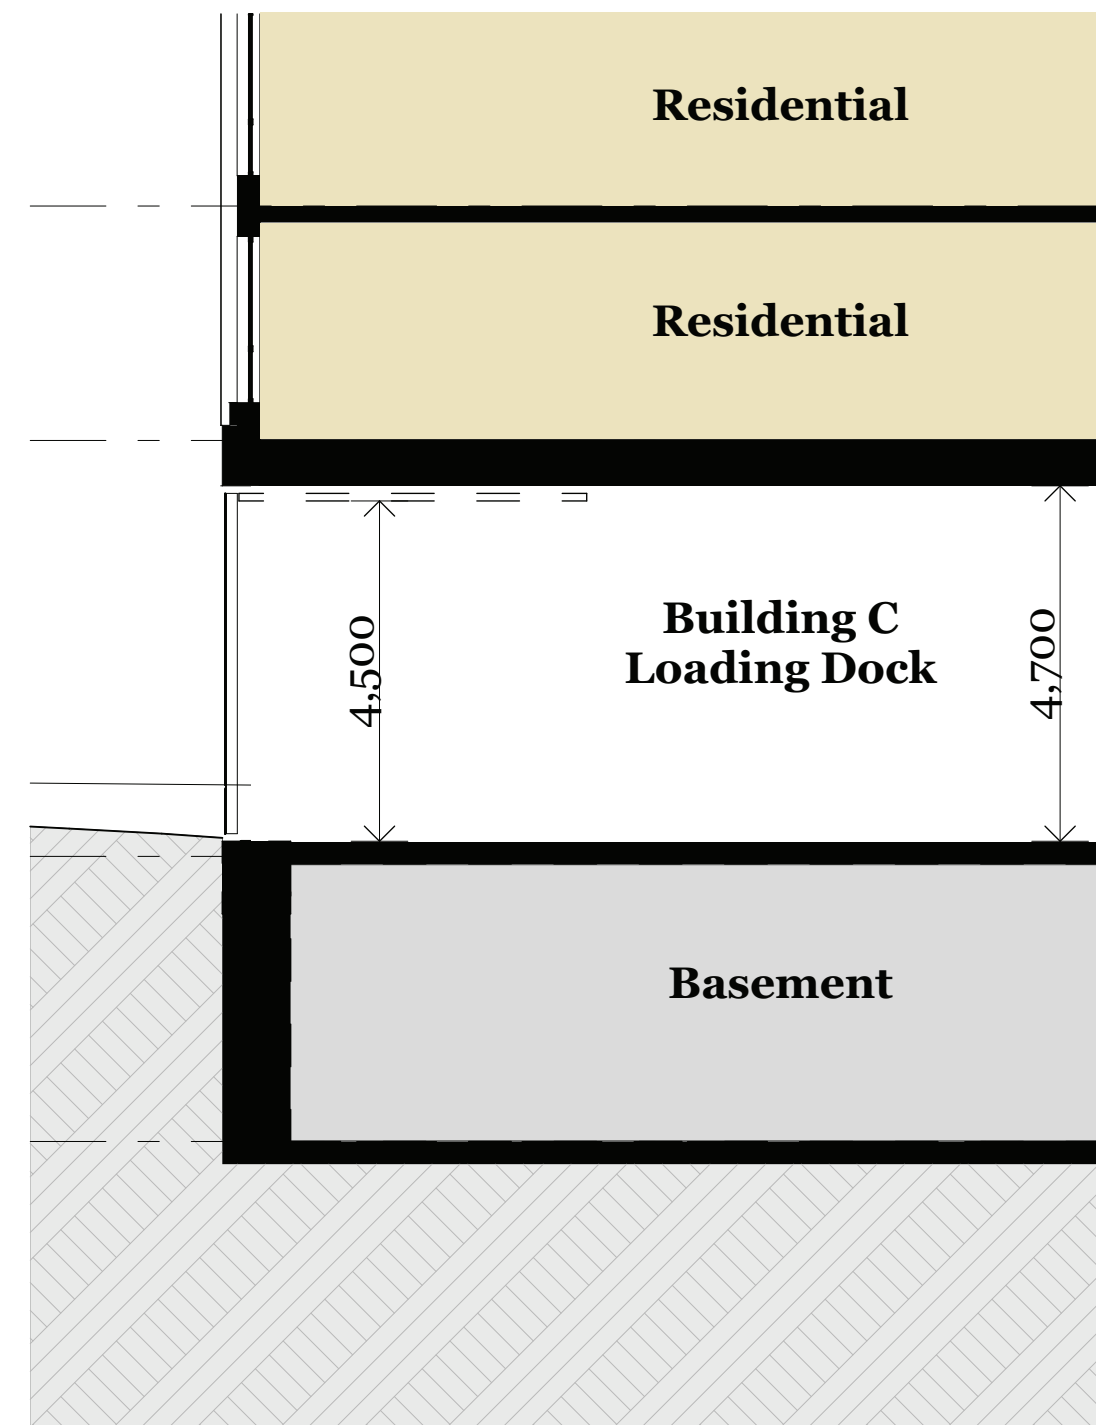 Residential
Residential
Building C
Loading Dock
4,500
4,700
Basement